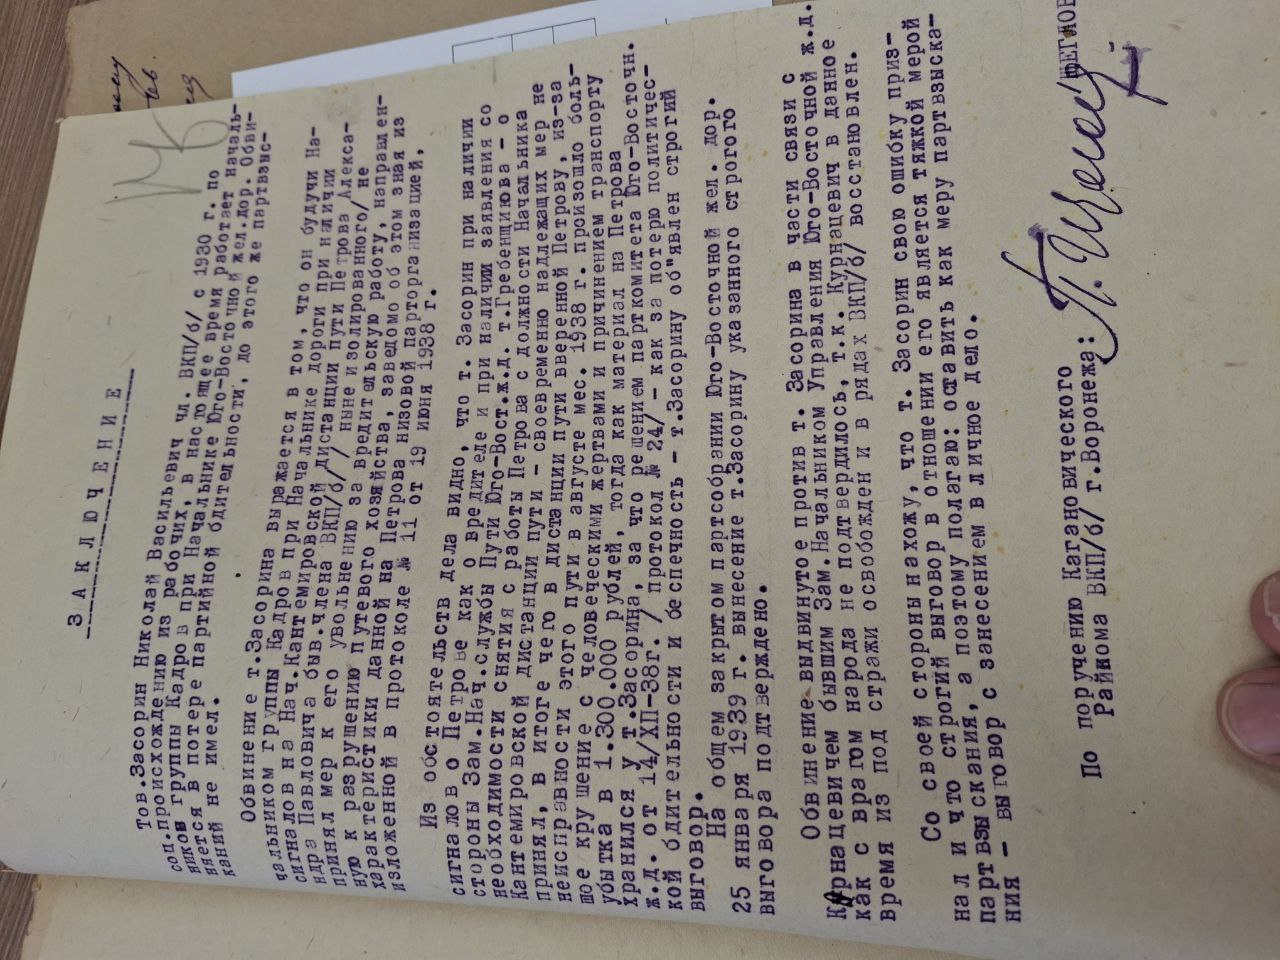 З А К Л Ю Ч Е Н И Е
Тов.Засорин Николай Васильевич чл. ВКП/б/ с 1930 г. по
соц.происхождению из рабочих, в настоящее время работает началь-
ников группы Кадров при Начальнике Юго-Восточной жел.дор. Обви-
няется в потере партийной бдительности, до этого же партвзыс-
каний не имел.
Обвинение т.Засорина выражается в том, что он будучи На-
чальником группы Кадров при Начальнике дороги при наличии
сигналов на Нач.Кантемировской дистанции пути Петрова Алекса-
ндра Павловича быв.члена ВКП/б/ / ныне изолированного/ не
принял мер к его увольнению за вредительскую работу, направлен-
ную к разрушению путевого хозяйства, заведомо об этом зная из
характеристики данной на Петрова низовой парторганизацией,
изложенной в протоколе № 11 от 19 июня 1938 г.
Из обстоятельств дела видно, что т. Засорин при наличии
сигналов о Петрове как о вредителе и при наличии заявления со
стороны Зам.Нач.службы Пути Юго-Вост.ж.д. т.Гребенщикова - о
необходимости снятия с работы Петрова с должности Начальника
Кантемировской дистанции пути - своевременно надлежащих мер не
принял, в итоге чего в дистанции пути вверенной Петрову, из-за
неисправности этого пути в августе мес. 1938 г. произошло боль-
шое крушение с человеческими жертвами и причинением транспорту
убытка в 1.300.000 рублей, тогда как материал на Петрова
хранился у т.Засорина, за что решением парткомитета Юго-Восточн.
ж.д. от 14/ХП-38г. / протокол № 24/ - как за потерю политичес-
кой бдительности и беспечность - т.Засорину об"явлен строгий
выговор.
На общем закрытом партсобрании Юго-Восточной жел. дор.
25 января 1939 г. вынесение т.Засорину указанного строгого
выговора подтверждено.
Обвинение выдвинутое против т. Засорина в части связи с
Курнацевичем бывшим Зам.Начальником Управления Юго-Восточной ж.д.
как с врагом народа не подтвердилось, т.к. Курнацевич в данное
время из под стражи освобожден и в рядах ВКП/б/ восстановлен.
Со своей стороны нахожу, что т. Засорин свою ошибку приз-
нал и что строгий выговор в отношении его является тяжкой мерой
партвзыскания, а поэтому полагаю: оставить как меру партвзыска-
ния - выговор с занесением в личное дело.
По поручению Кагановического
Райкома ВКП/б/ г.Воронежа: